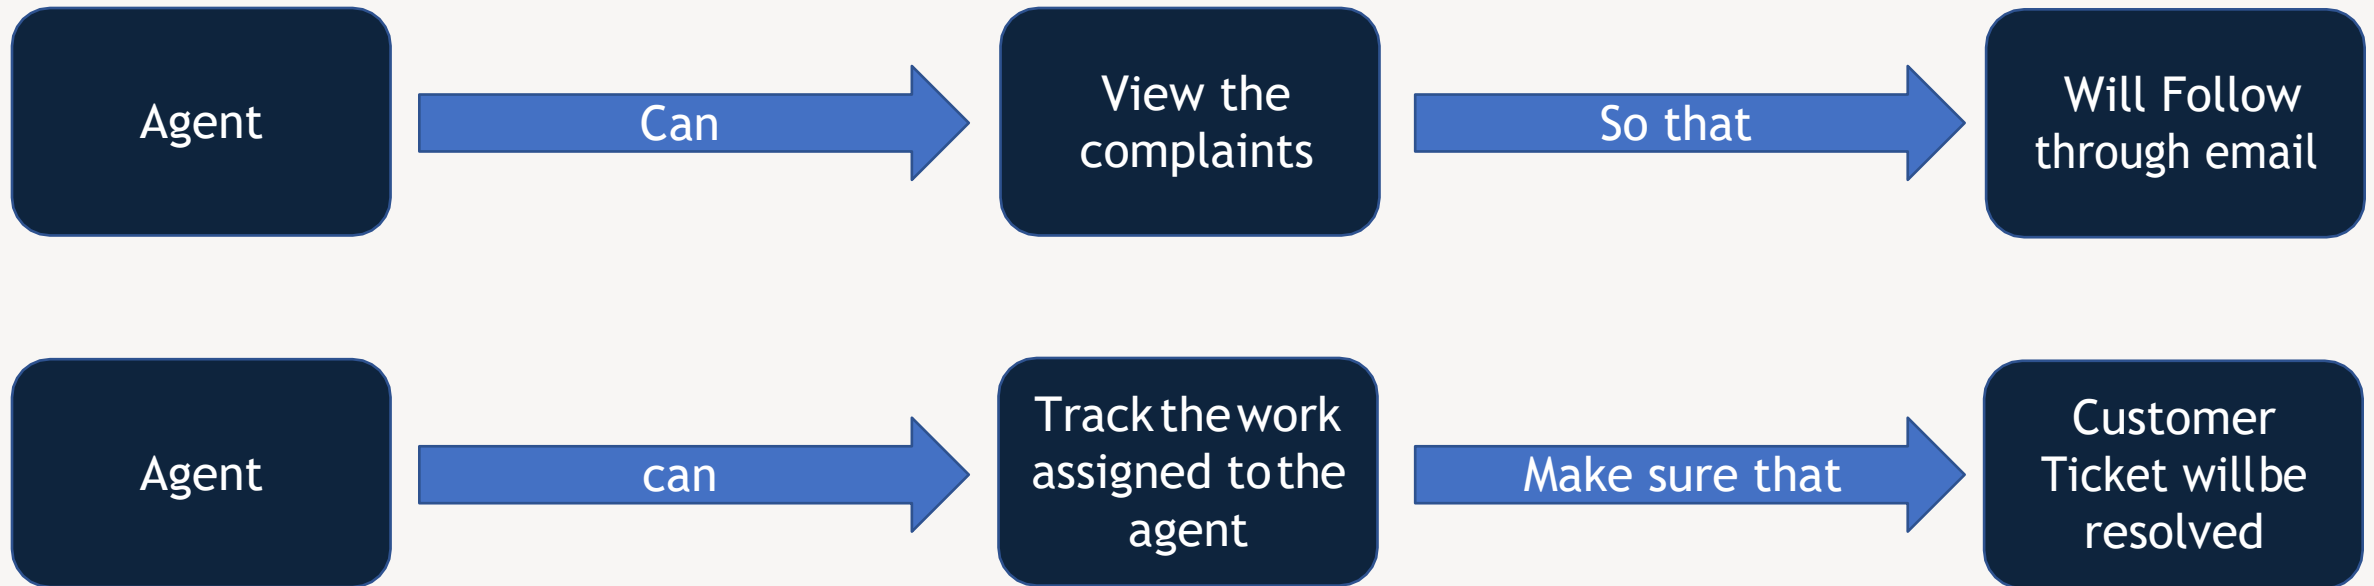 Agent
Can
View the
complaints
So that
Will Follow
through email
Agent
can
Track the work
assigned to the
agent
Make sure that
Customer
Ticket will be
resolved